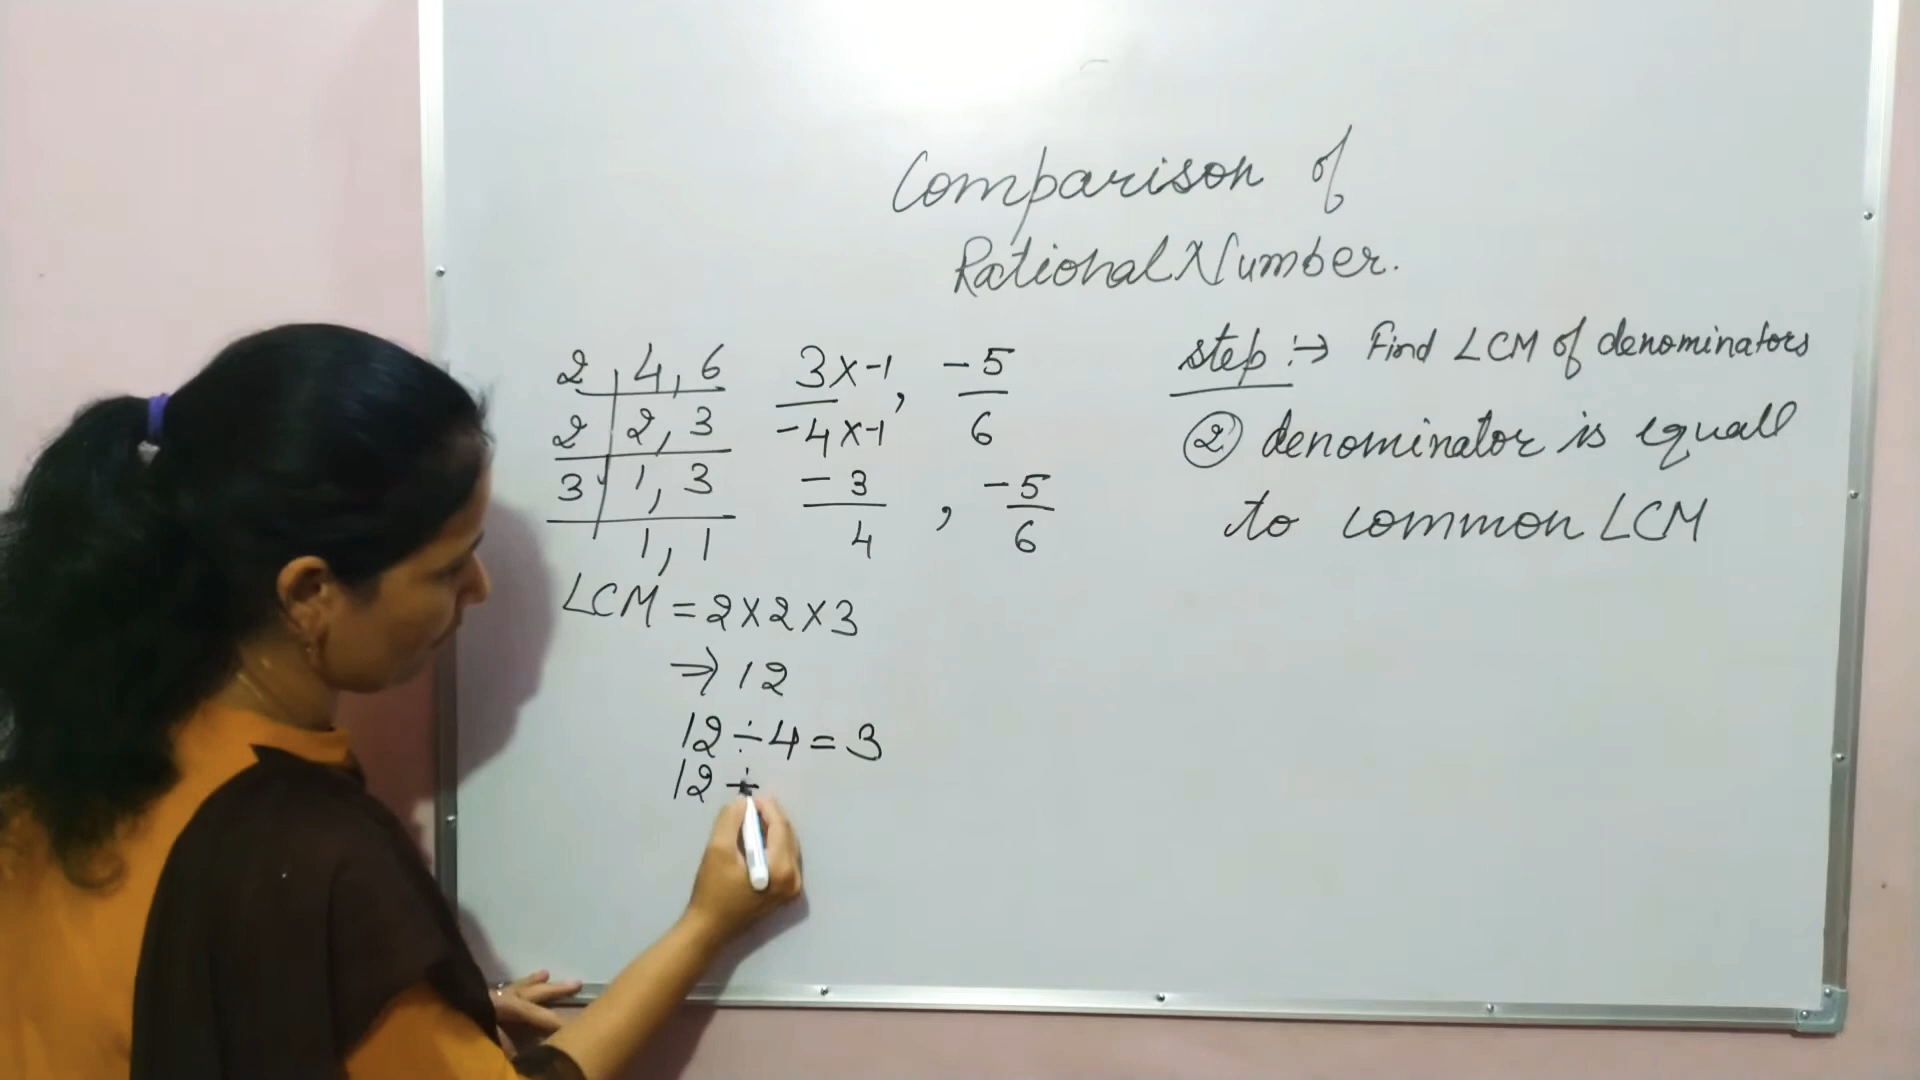 Comparison of
Rational Number.
2 | 4, 6
2 | 2, 3
3 | 1, 3
1, 1
LCM = 2 x 2 x 3
⇒ 12
12 ÷ 4 = 3
12 ÷
3 x -1 / -4 x -1 , -5 / 6
-3 / 4 , -5 / 6
step :→ Find LCM of denominators
② denominator is equall
to common LCM